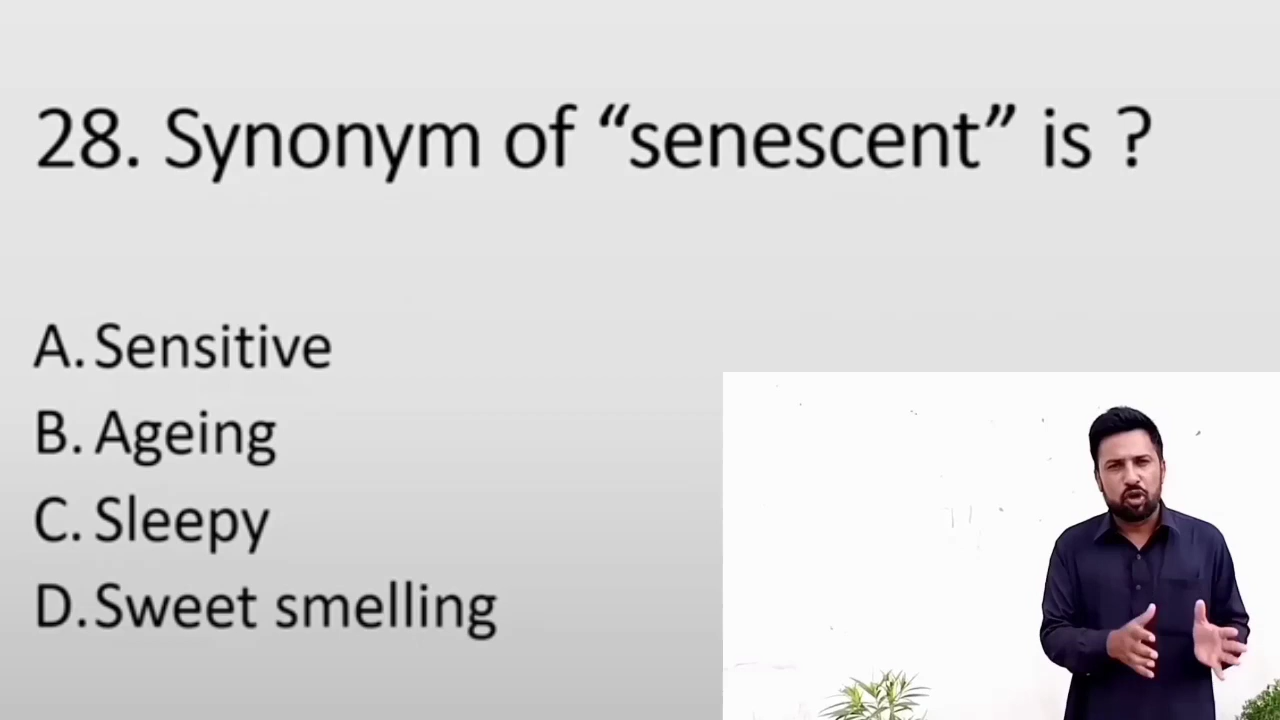 28. Synonym of “senescent” is ?
A. Sensitive
B. Ageing
C. Sleepy
D. Sweet smelling